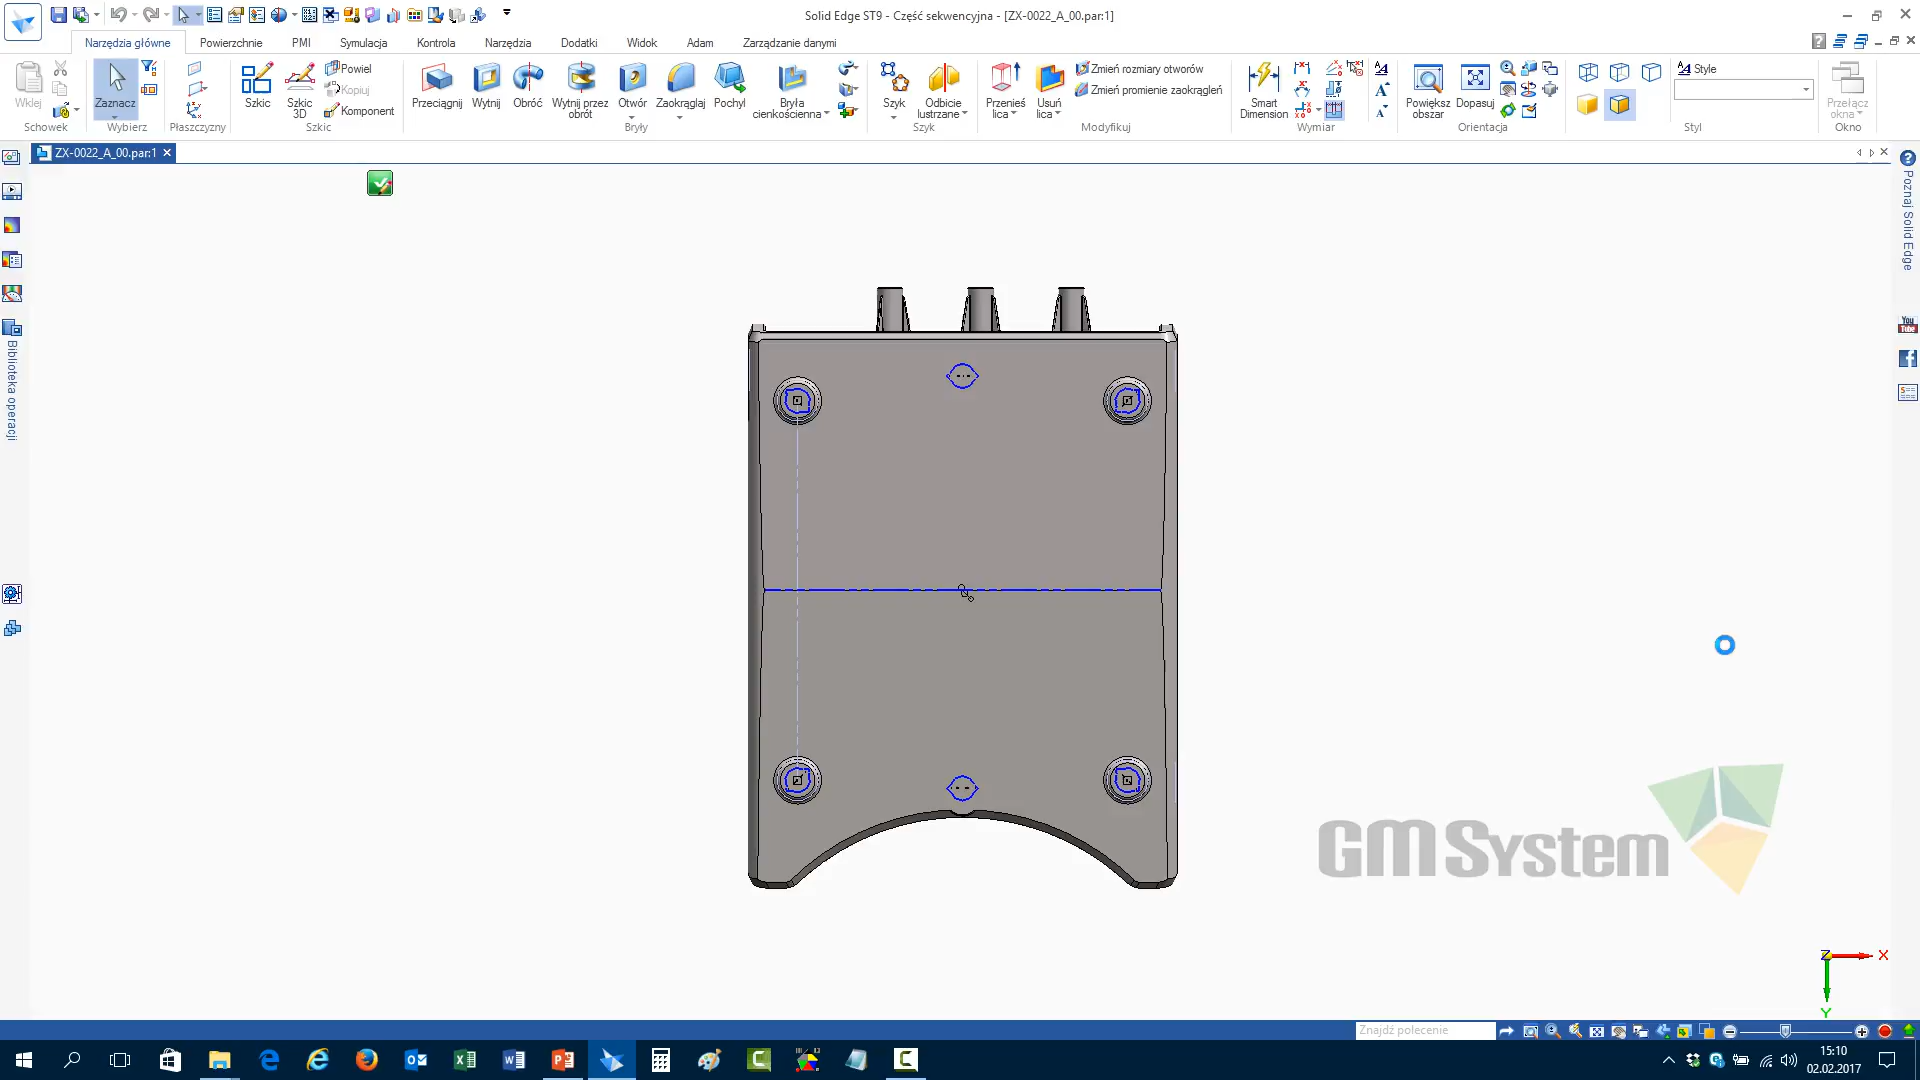 Solid Edge ST9 - Część sekwencyjna - [ZX-0022_A_00.par:1]
Narzędzia główne Powierzchnie PMI Symulacja Kontrola Narzędzia Dodatki Widok Adam Zarządzanie danymi
Wklej
Schowek
Zaznacz
Wybierz
Płaszczyzny
Szkic
Szkic 3D
Powiel
Kopiuj
Komponent
Szkic
Przeciągnij
Wytnij
Obróć
Wytnij przez obrót
Otwór
Zaokrąglaj
Pochyl
Bryła cienkościenna
Bryły
Szyk
Odbicie lustrzane
Szyk
Przenieś lica
Usuń lica
Zmień rozmiary otworów
Zmień promienie zaokrągleń
Modyfikuj
Smart Dimension
Wymiar
Powiększ obszar
Dopasuj
Orientacja
Style
Styl
Przełącz okna
Okno
ZX-0022_A_00.par:1
Biblioteka operacji
Poznaj Solid Edge
You Tube
GM System
Z
X
Y
Znajdź polecenie
15:10
02.02.2017